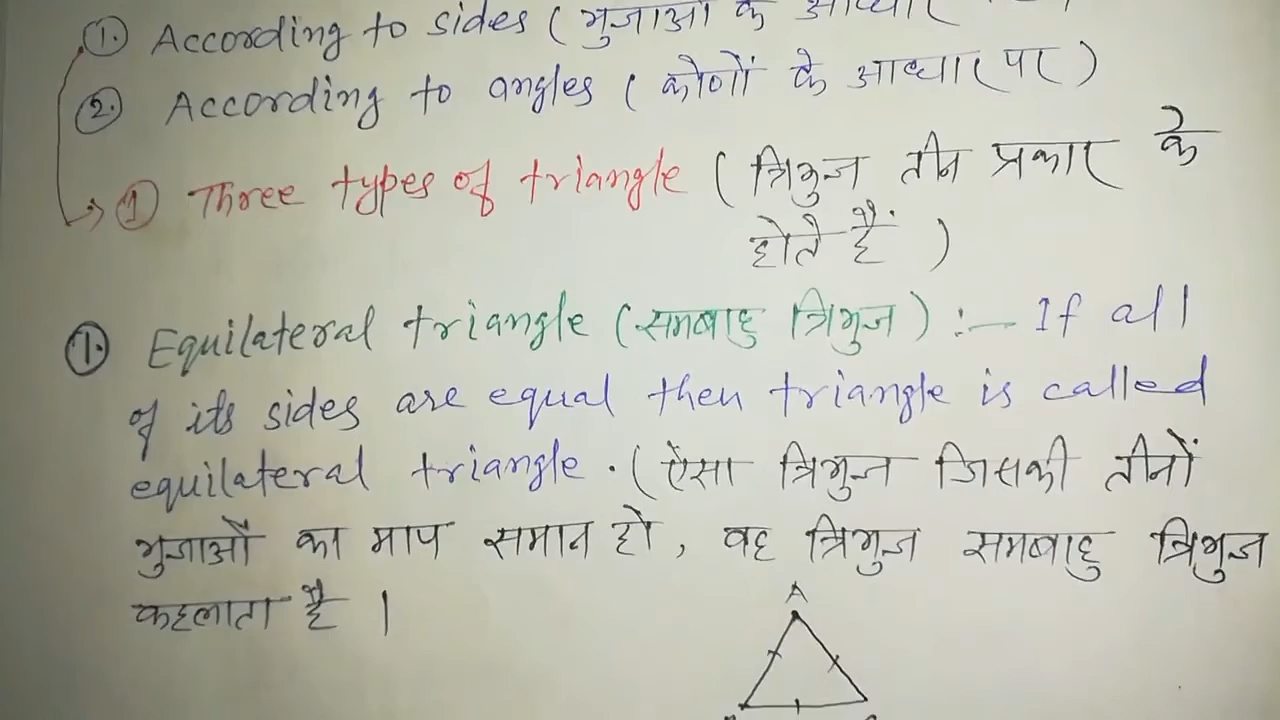 1. According to sides (भुजाओं के आधार
2. According to angles (कोणों के आधार पर)
1 Three types of triangle (त्रिभुज तीन प्रकार के
होते हैं)
1. Equilateral triangle (समबाहु त्रिभुज) :- If all
of its sides are equal then triangle is called
equilateral triangle. (ऐसा त्रिभुज जिसकी तीनों
भुजाओं का माप समान हो, वह त्रिभुज समबाहु त्रिभुज
कहलाता है |
A